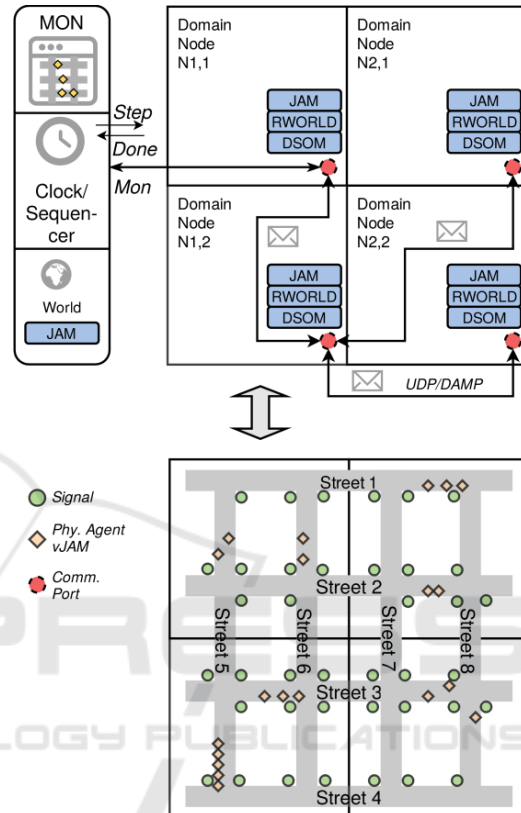 MON
Step
Done
Mon
Clock/
Sequen-
cer
World
JAM
Domain
Node
N1,1
JAM
RWORLD
DSOM
Domain
Node
N2,1
JAM
RWORLD
DSOM
Domain
Node
N1,2
JAM
RWORLD
DSOM
Domain
Node
N2,2
JAM
RWORLD
DSOM
UDP/DAMP
Signal
Phy. Agent
vJAM
Comm.
Port
Street 1
Street 2
Street 5
Street 6
Street 7
Street 8
Street 3
Street 4
PRESS
LOGY PUBLICATIONS